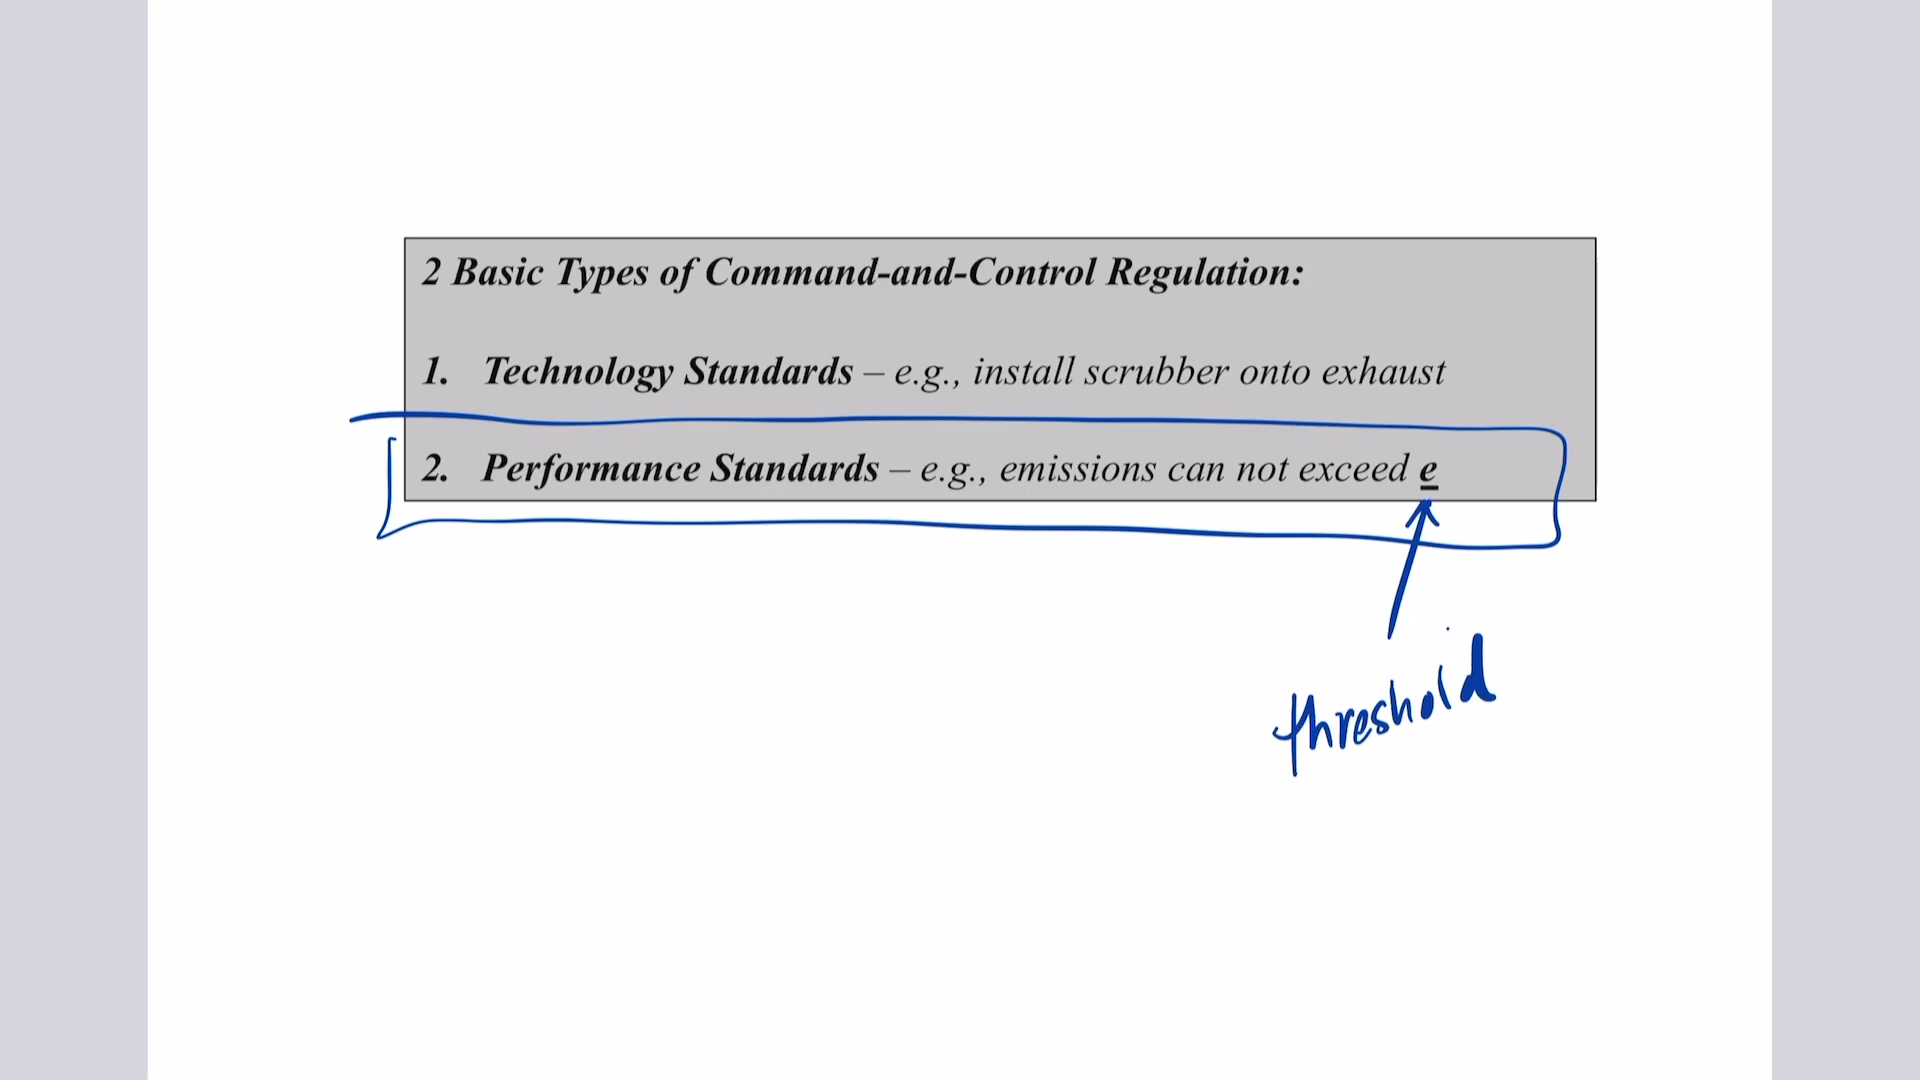 2 Basic Types of Command-and-Control Regulation:
1. Technology Standards – e.g., install scrubber onto exhaust
2. Performance Standards – e.g., emissions can not exceed e
threshold